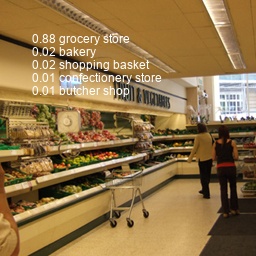 0.88 grocery store
0.02 bakery
0.02 shopping basket
0.01 confectionery store
0.01 butcher shop
& VEGETABLES